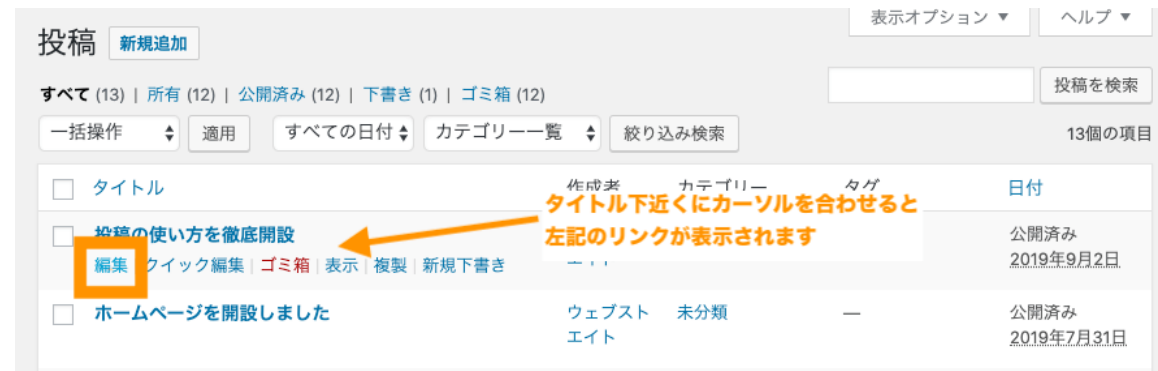 表示オプション ▼ ヘルプ ▼
投稿 新規追加
すべて (13) | 所有 (12) | 公開済み (12) | 下書き (1) | ゴミ箱 (12)
投稿を検索
一括操作 適用 すべての日付 カテゴリー一覧 絞り込み検索 13個の項目
タイトル 作成者 カテゴリー タグ 日付
タイトル下近くにカーソルを合わせると
左記のリンクが表示されます
投稿の使い方を徹底開設 公開済み
編集 クイック編集 | ゴミ箱 | 表示 | 複製 | 新規下書き 2019年9月2日
ホームページを開設しました ウェブスト 未分類 — 公開済み
エイト 2019年7月31日